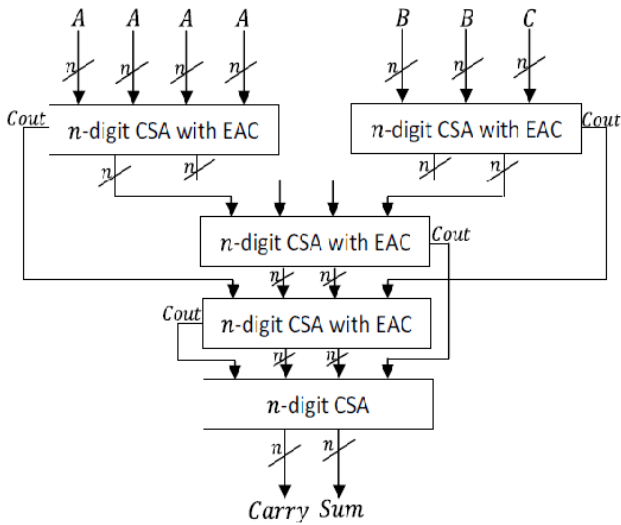 A A A A B B C
n n n n n n n
Cout n-digit CSA with EAC n-digit CSA with EAC Cout
n n n n
n-digit CSA with EAC Cout
n n
Cout n-digit CSA with EAC
n n
n-digit CSA
n n
Carry Sum